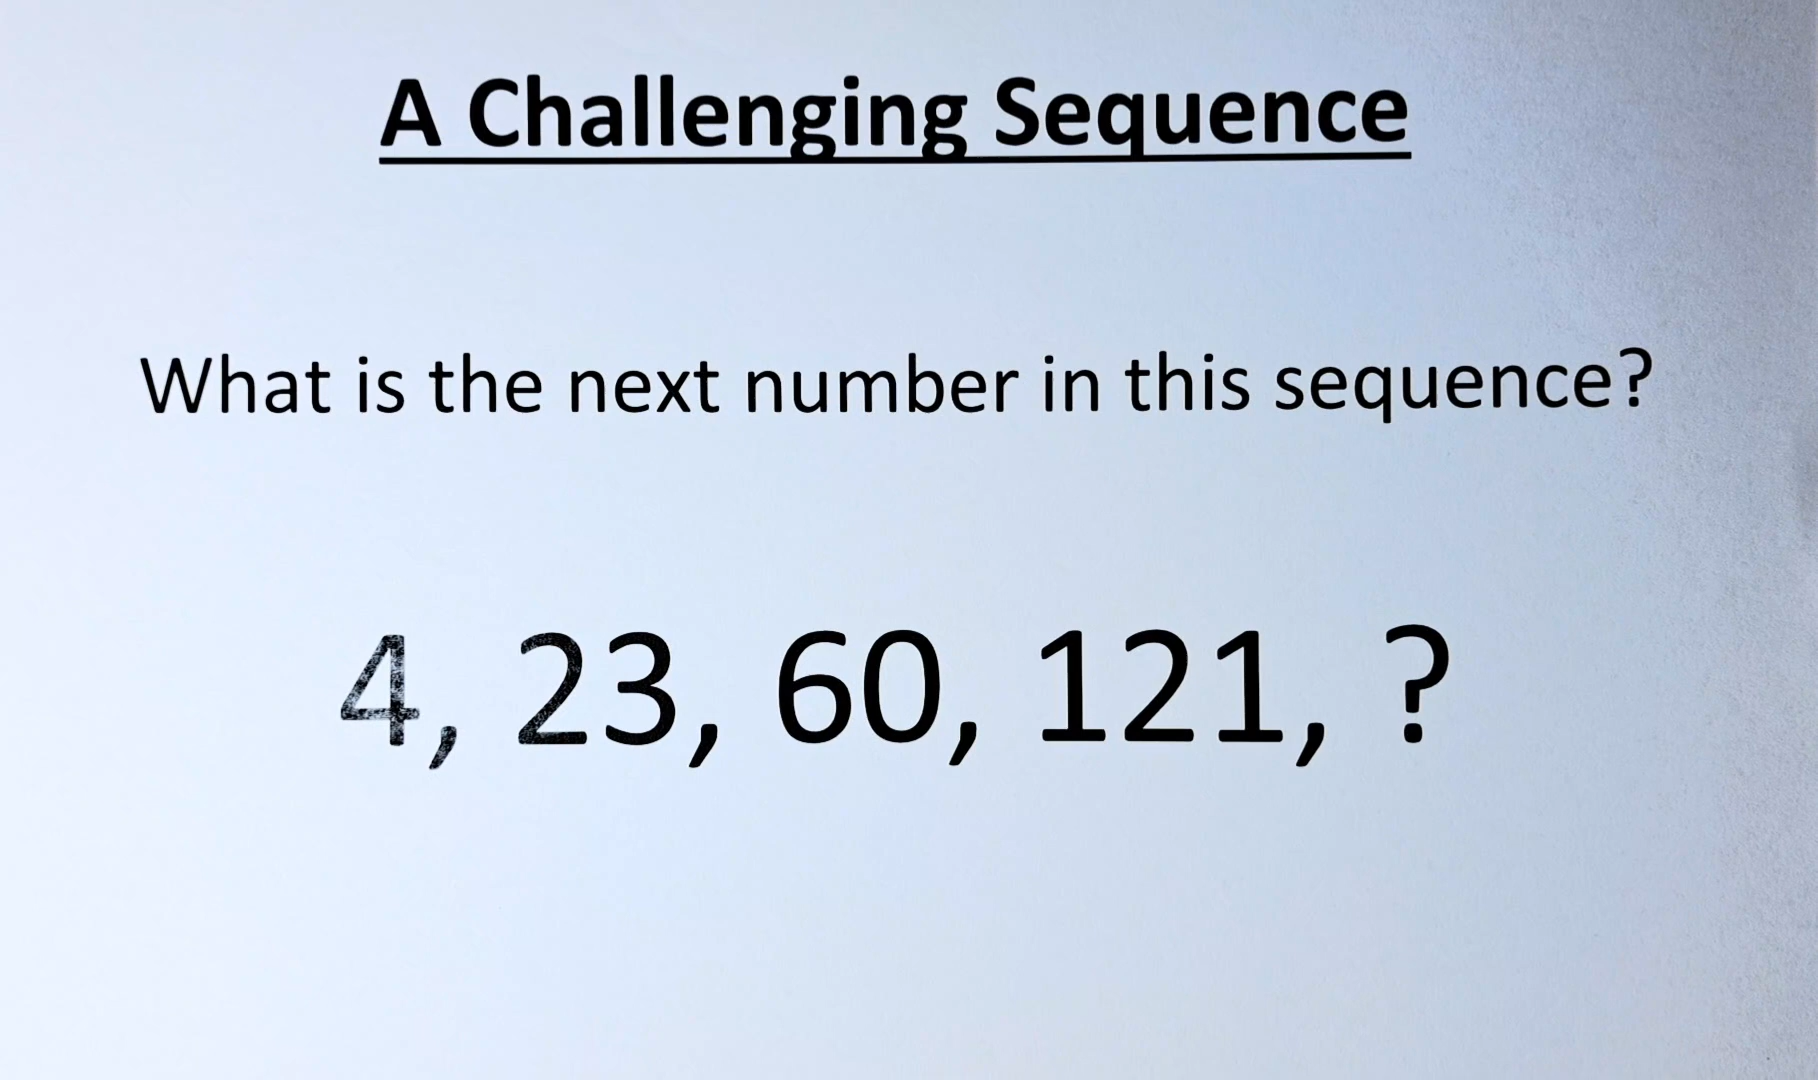 A Challenging Sequence
What is the next number in this sequence?
4, 23, 60, 121, ?